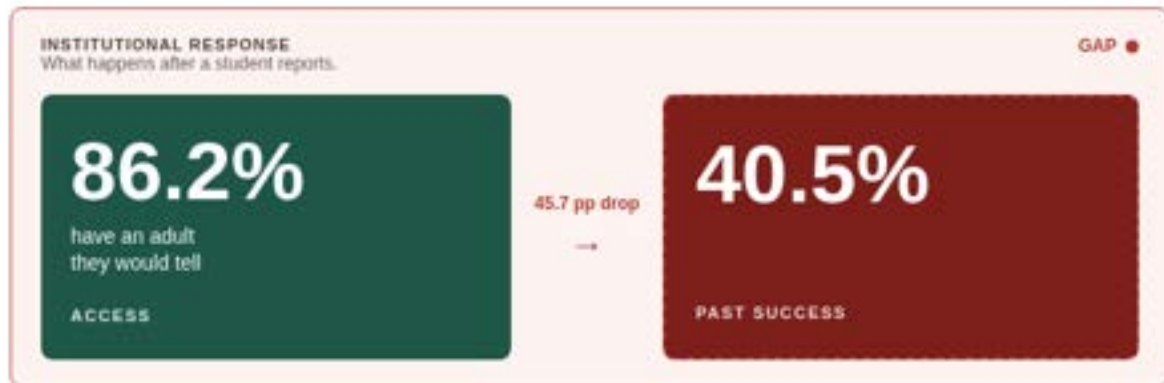 INSTITUTIONAL RESPONSE
GAP
What happens after a student reports.
86.2%
have an adult
they would tell
ACCESS
45.7 pp drop
→
40.5%
PAST SUCCESS